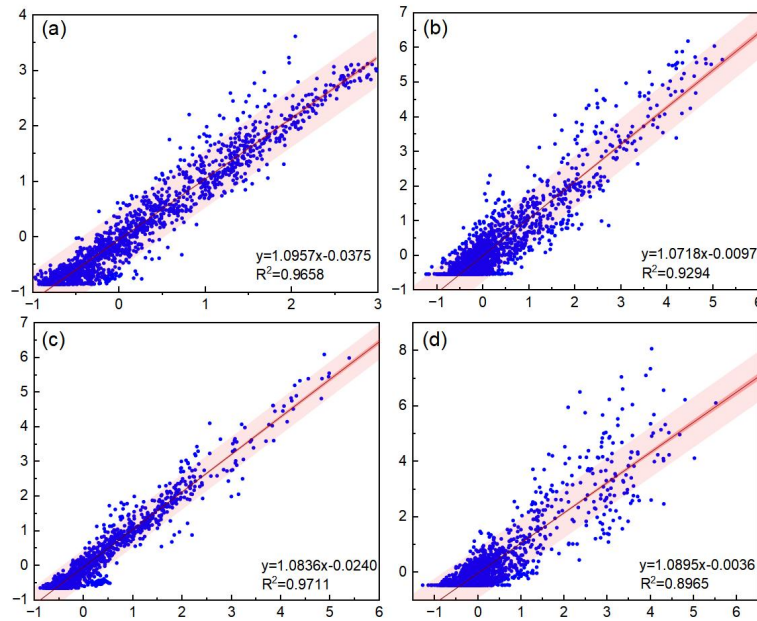 (a)
4
3
2
1
0
-1
y=1.0957x-0.0375
R²=0.9658
-1 0 1 2 3
(b)
7
6
5
4
3
2
1
0
-1
y=1.0718x-0.0097
R²=0.9294
-1 0 1 2 3 4 5 6
(c)
7
6
5
4
3
2
1
0
-1
y=1.0836x-0.0240
R²=0.9711
-1 0 1 2 3 4 5 6
(d)
8
6
4
2
0
y=1.0895x-0.0036
R²=0.8965
-1 0 1 2 3 4 5 6